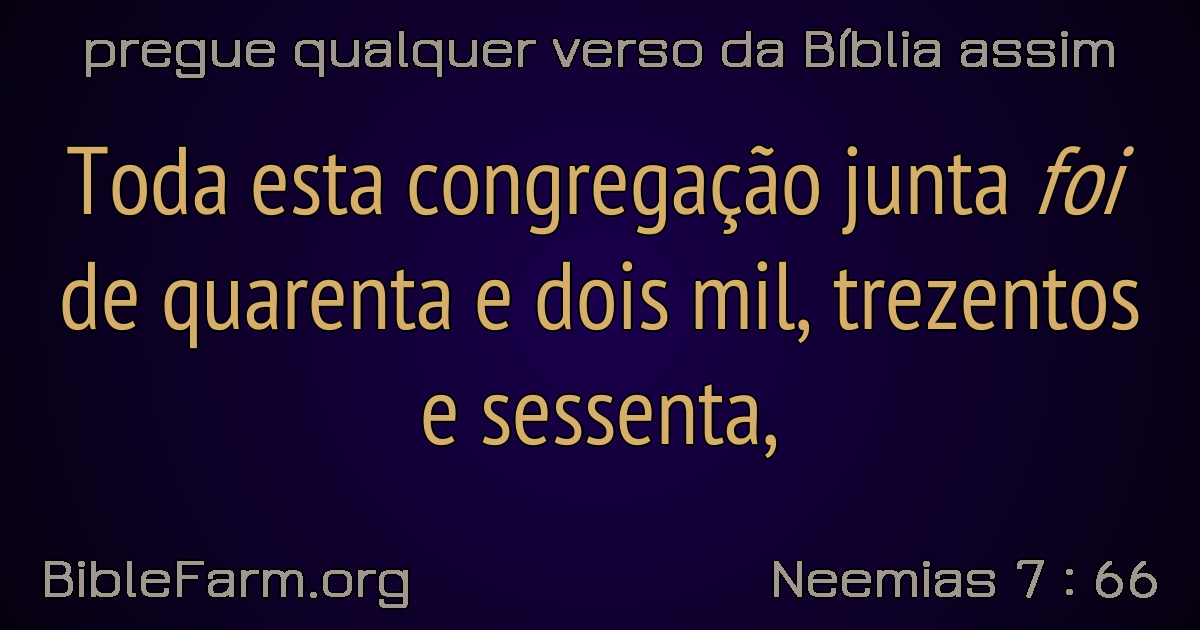 pregue qualquer verso da Bíblia assim
Toda esta congregação junta foi
de quarenta e dois mil, trezentos
e sessenta,
BibleFarm.org
Neemias 7 : 66